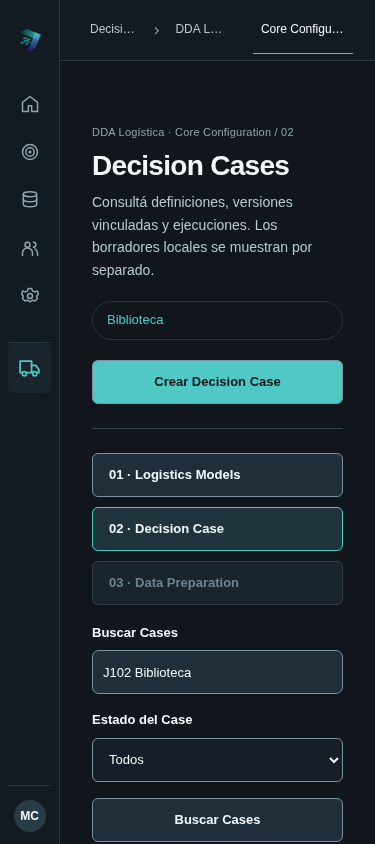 Decisi… › DDA L… Core Configu…
DDA Logística · Core Configuration / 02
Decision Cases
Consultá definiciones, versiones
vinculadas y ejecuciones. Los
borradores locales se muestran por
separado.
Biblioteca
Crear Decision Case
01 · Logistics Models
02 · Decision Case
03 · Data Preparation
Buscar Cases
J102 Biblioteca
Estado del Case
Todos
Buscar Cases
MC